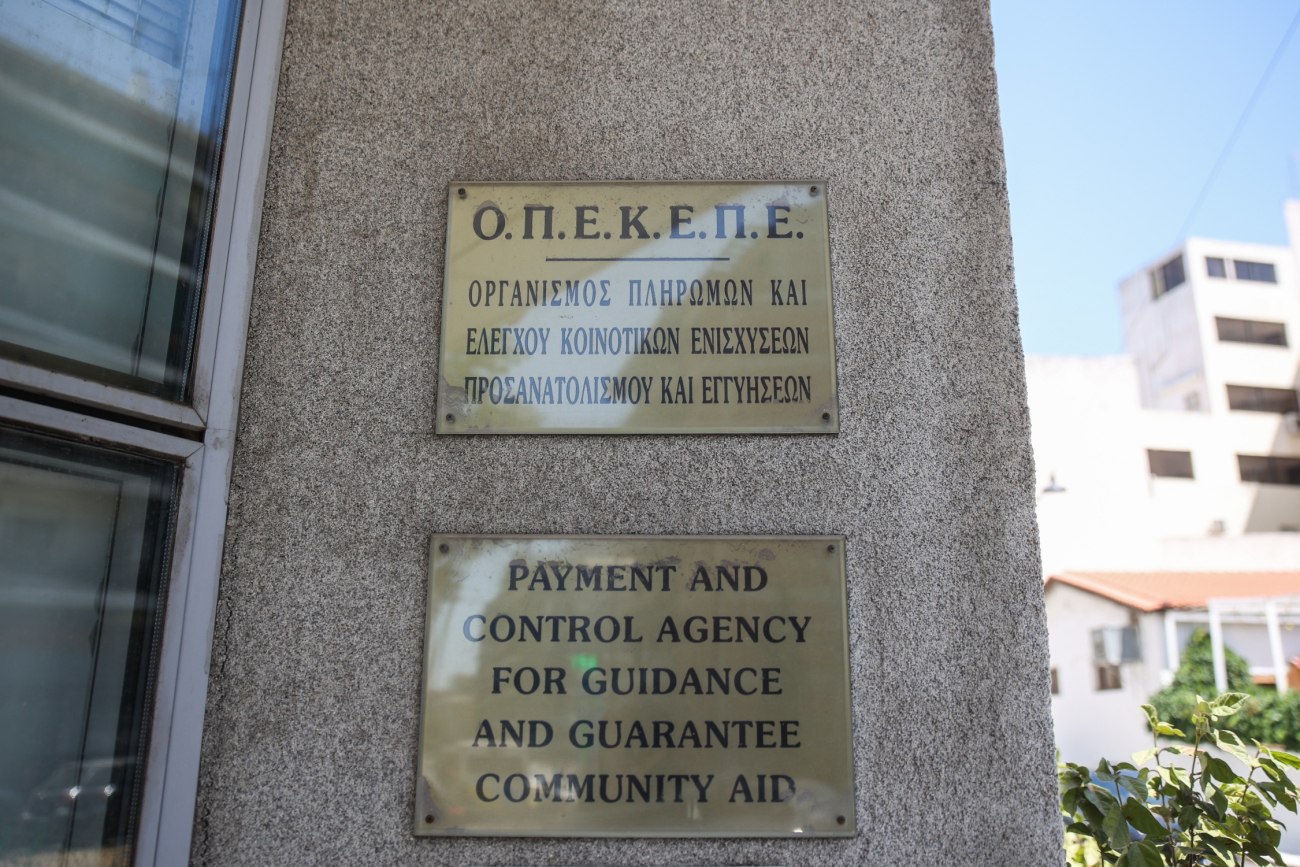 Ο.Π.Ε.Κ.Ε.Π.Ε.
ΟΡΓΑΝΙΣΜΟΣ ΠΛΗΡΩΜΩΝ ΚΑΙ
ΕΛΕΓΧΟΥ ΚΟΙΝΟΤΙΚΩΝ ΕΝΙΣΧΥΣΕΩΝ
ΠΡΟΣΑΝΑΤΟΛΙΣΜΟΥ ΚΑΙ ΕΓΓΥΗΣΕΩΝ
PAYMENT AND
CONTROL AGENCY
FOR GUIDANCE
AND GUARANTEE
COMMUNITY AID